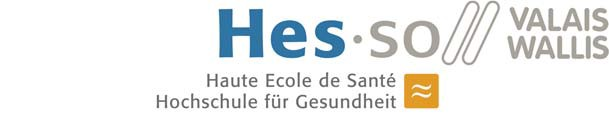 Hes·so// VALAIS
WALLIS
Haute Ecole de Santé
Hochschule für Gesundheit ≈